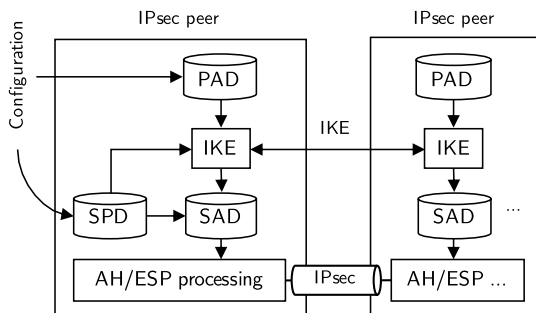 IPsec peer
IPsec peer
Configuration
PAD
PAD
IKE
IKE
IKE
SPD
SAD
SAD
...
AH/ESP processing
IPsec
AH/ESP ...